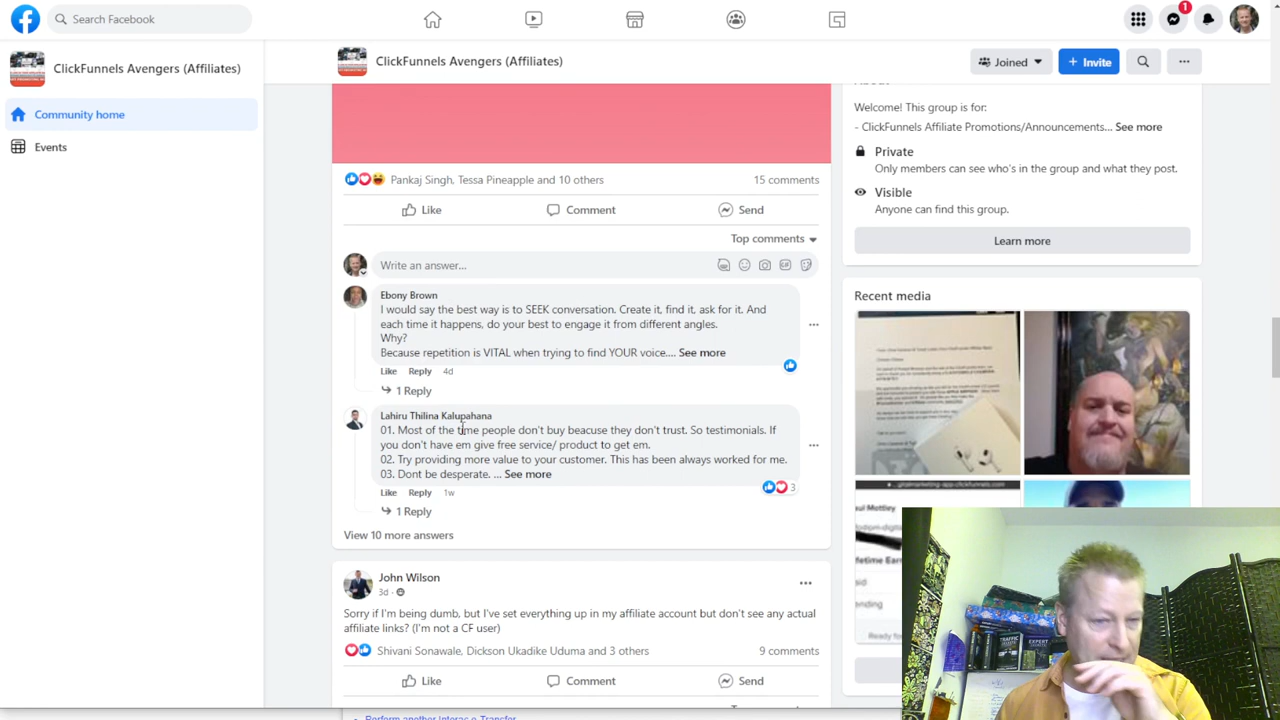 Search Facebook
1
ClickFunnels Avengers (Affiliates)
Community home
Events
ClickFunnels Avengers (Affiliates)
Joined
+ Invite
Pankaj Singh, Tessa Pineapple and 10 others
15 comments
Like
Comment
Send
Top comments
Write an answer...
GIF
Ebony Brown
I would say the best way is to SEEK conversation. Create it, find it, ask for it. And
each time it happens, do your best to engage it from different angles.
Why?
Because repetition is VITAL when trying to find YOUR voice.... See more
Like Reply 4d
1 Reply
Lahiru Thilina Kalupahana
01. Most of the time people don't buy beacuse they don't trust. So testimonials. If
you don't have em give free service/ product to get em.
02. Try providing more value to your customer. This has been always worked for me.
03. Dont be desperate. ... See more
3
Like Reply 1w
1 Reply
View 10 more answers
John Wilson
3d
Sorry if I'm being dumb, but I've set everything up in my affiliate account but don't see any actual
affiliate links? (I'm not a CF user)
Shivani Sonawale, Dickson Ukadike Uduma and 3 others
9 comments
Like
Comment
Send
Perform another Interac e-Transfer
Welcome! This group is for:
- ClickFunnels Affiliate Promotions/Announcements... See more
Private
Only members can see who's in the group and what they post.
Visible
Anyone can find this group.
Learn more
Recent media
TRAFFIC
SECRETS
EXPERT
SECRETS